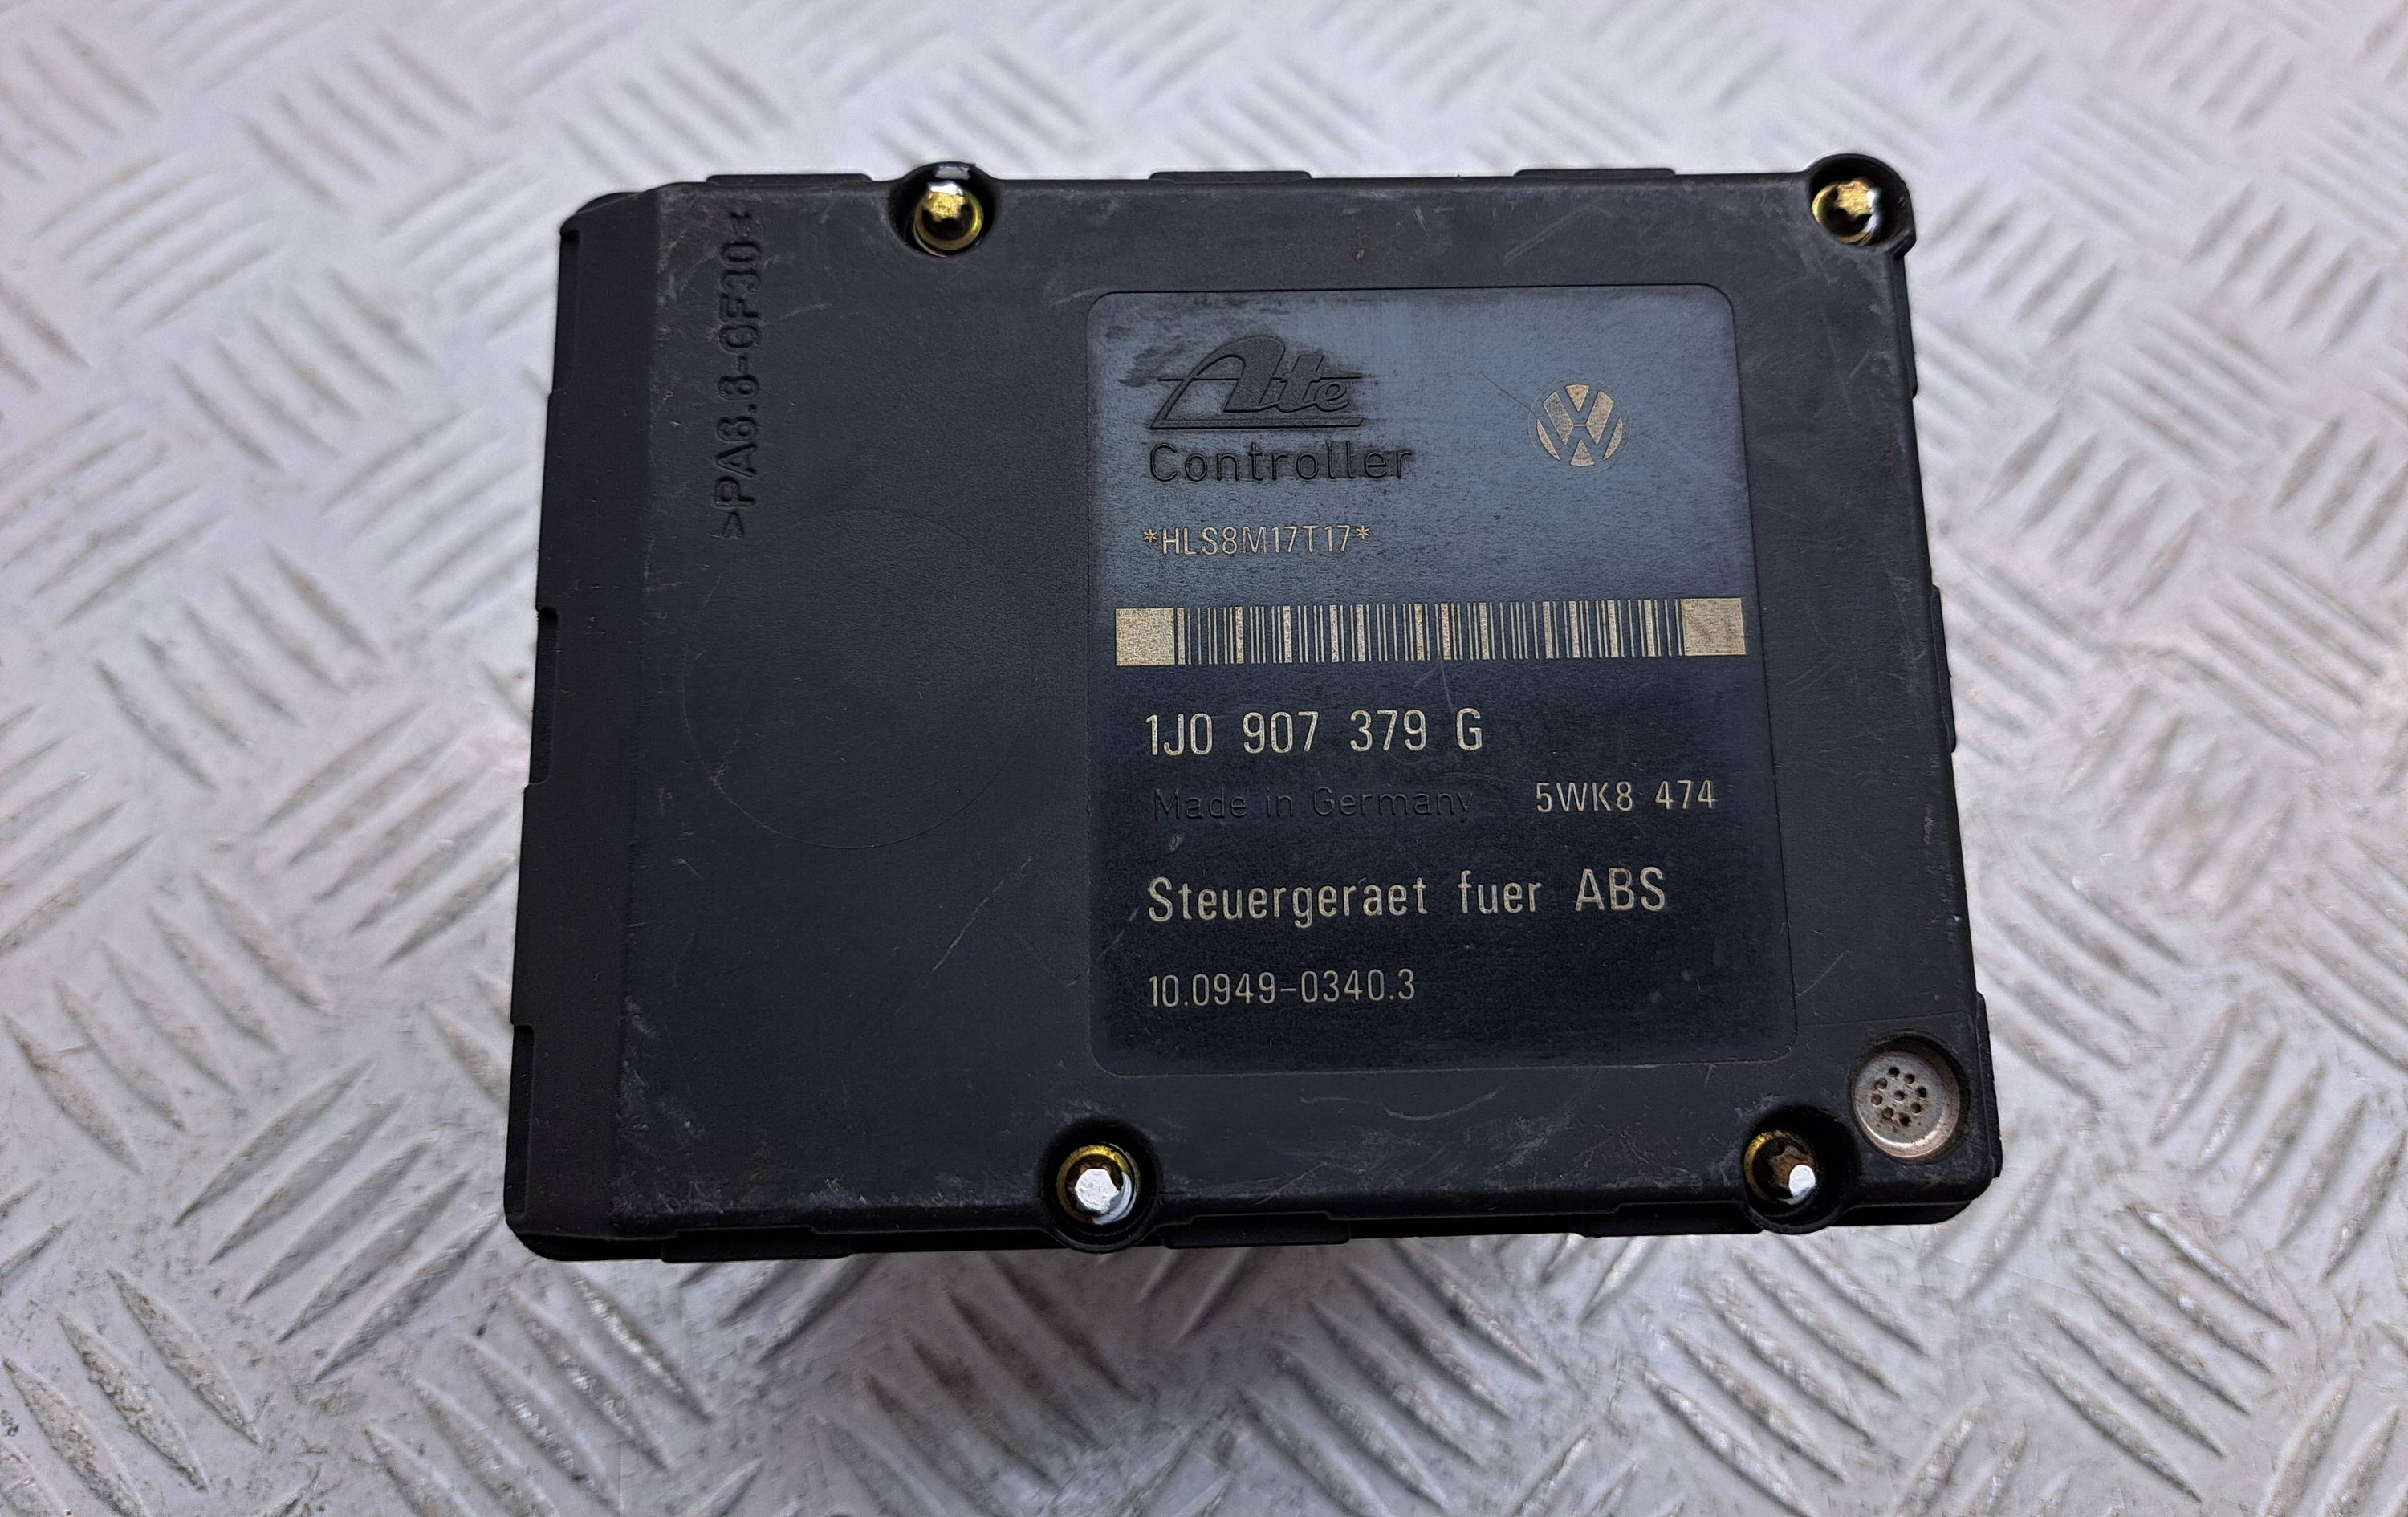 >PA6.6-GF30<
Ate
Controller
*HLS8M17T17*
1J0 907 379 G
Made in Germany 5WK8 474
Steuergeraet fuer ABS
10.0949-0340.3